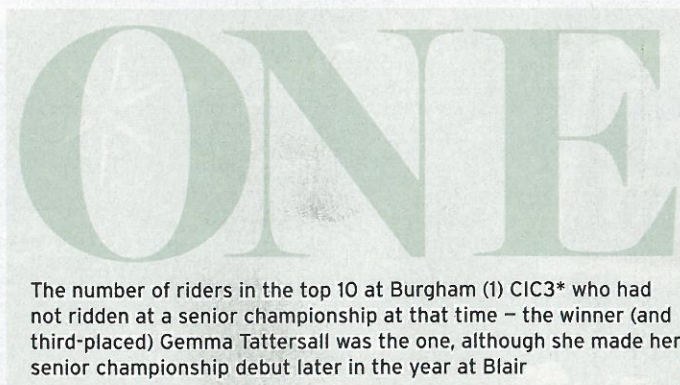 ONE
The number of riders in the top 10 at Burgham (1) CIC3* who had
not ridden at a senior championship at that time – the winner (and
third-placed) Gemma Tattersall was the one, although she made her
senior championship debut later in the year at Blair